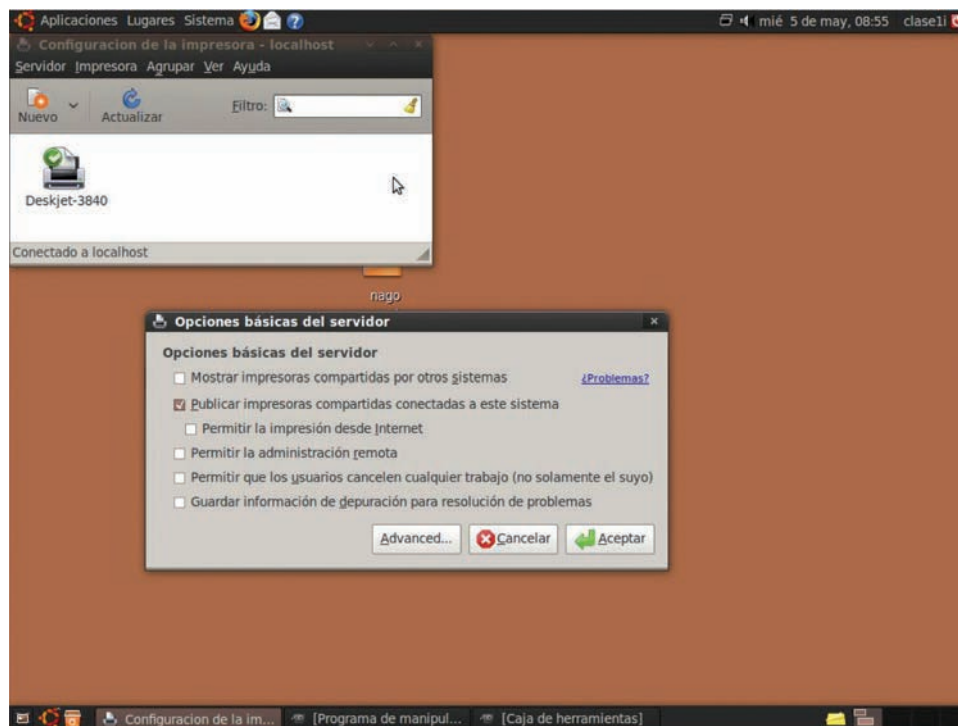 Aplicaciones Lugares Sistema
mié 5 de may, 08:55 clase1i
Configuracion de la impresora - localhost
Servidor Impresora Agrupar Ver Ayuda
Nuevo
Actualizar
Filtro:
Deskjet-3840
Conectado a localhost
nago
Opciones básicas del servidor
Opciones básicas del servidor
Mostrar impresoras compartidas por otros sistemas
¿Problemas?
Publicar impresoras compartidas conectadas a este sistema
Permitir la impresión desde Internet
Permitir la administración remota
Permitir que los usuarios cancelen cualquier trabajo (no solamente el suyo)
Guardar información de depuración para resolución de problemas
Advanced...
Cancelar
Aceptar
Configuracion de la im...
[Programa de manipul...
[Caja de herramientas]